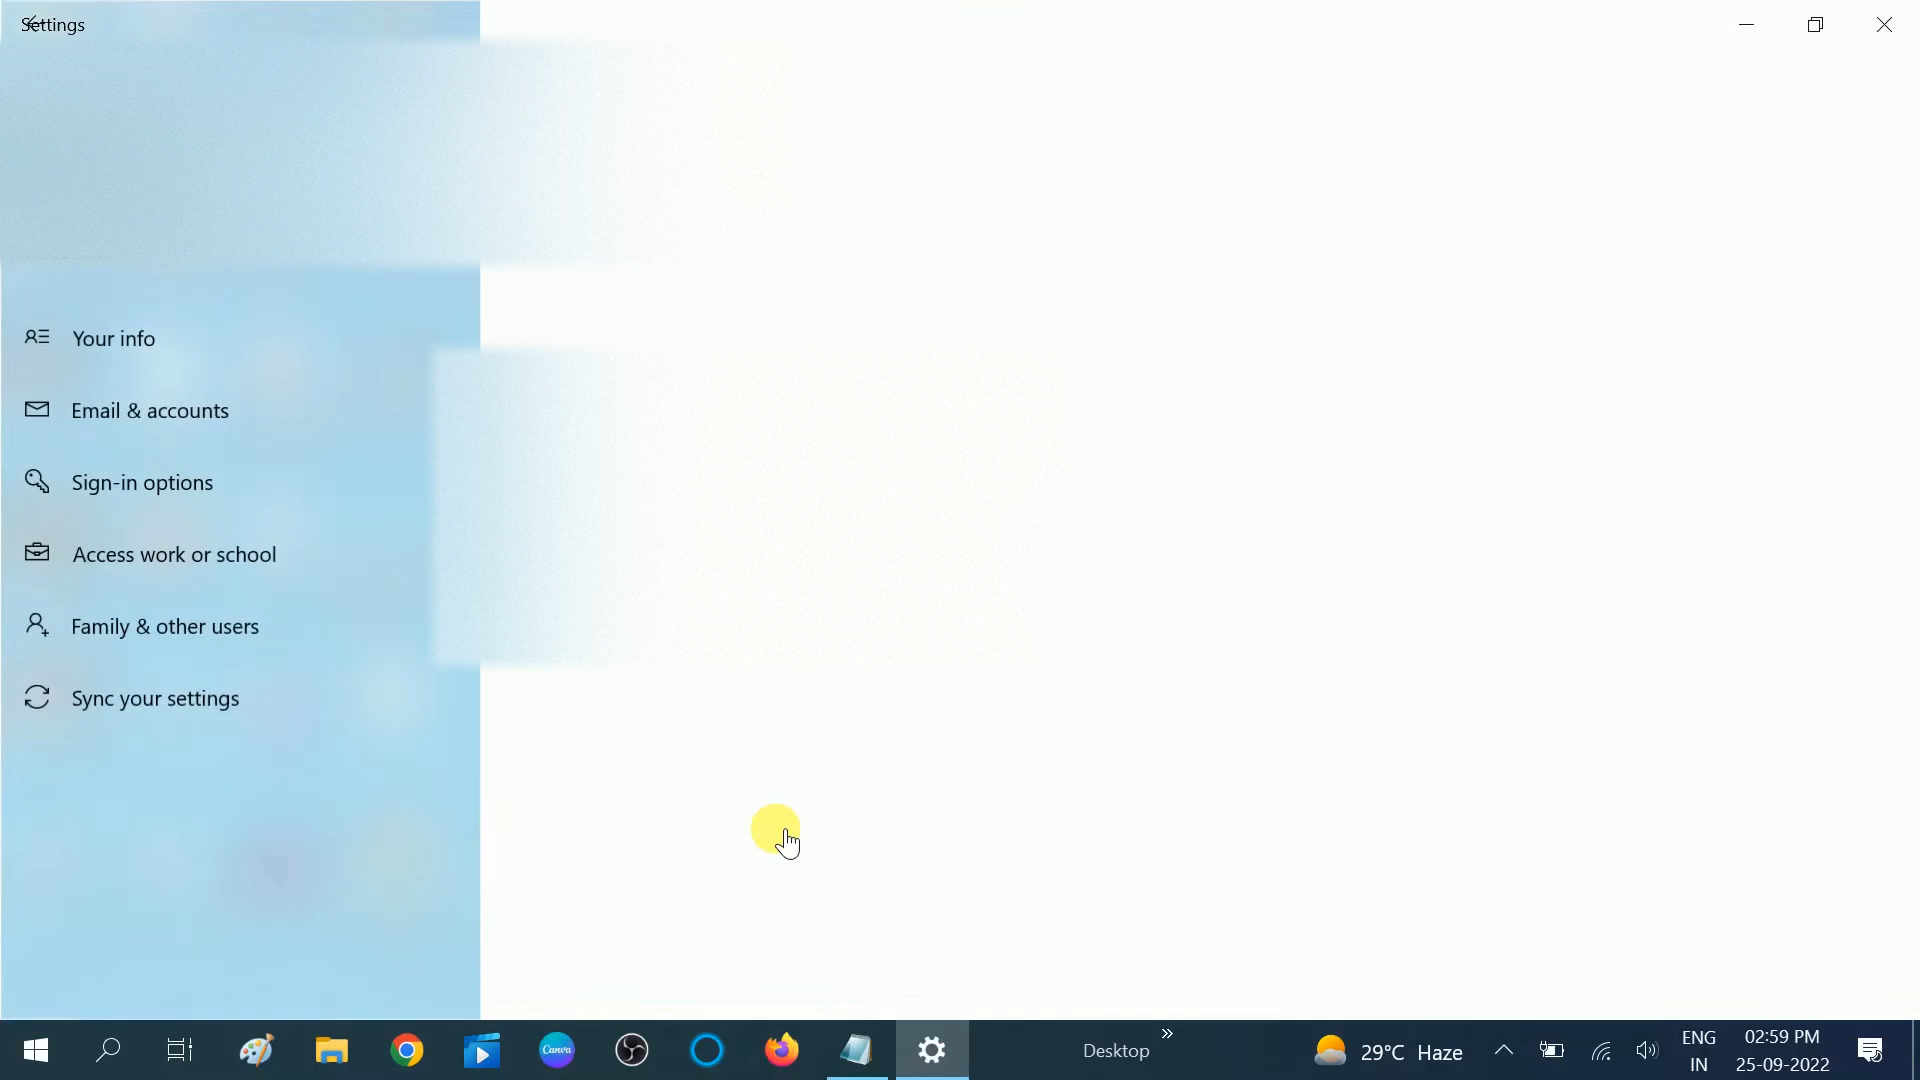 Settings
Your info
Email & accounts
Sign-in options
Access work or school
Family & other users
Sync your settings
Canva
Desktop
29°C Haze
ENG
IN
02:59 PM
25-09-2022